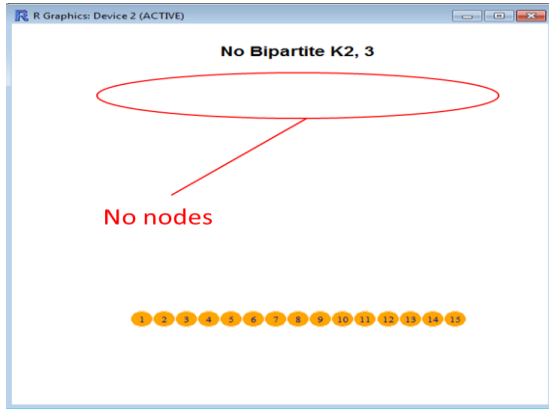 R Graphics: Device 2 (ACTIVE)
No Bipartite K2, 3
No nodes
1 2 3 4 5 6 7 8 9 10 11 12 13 14 15